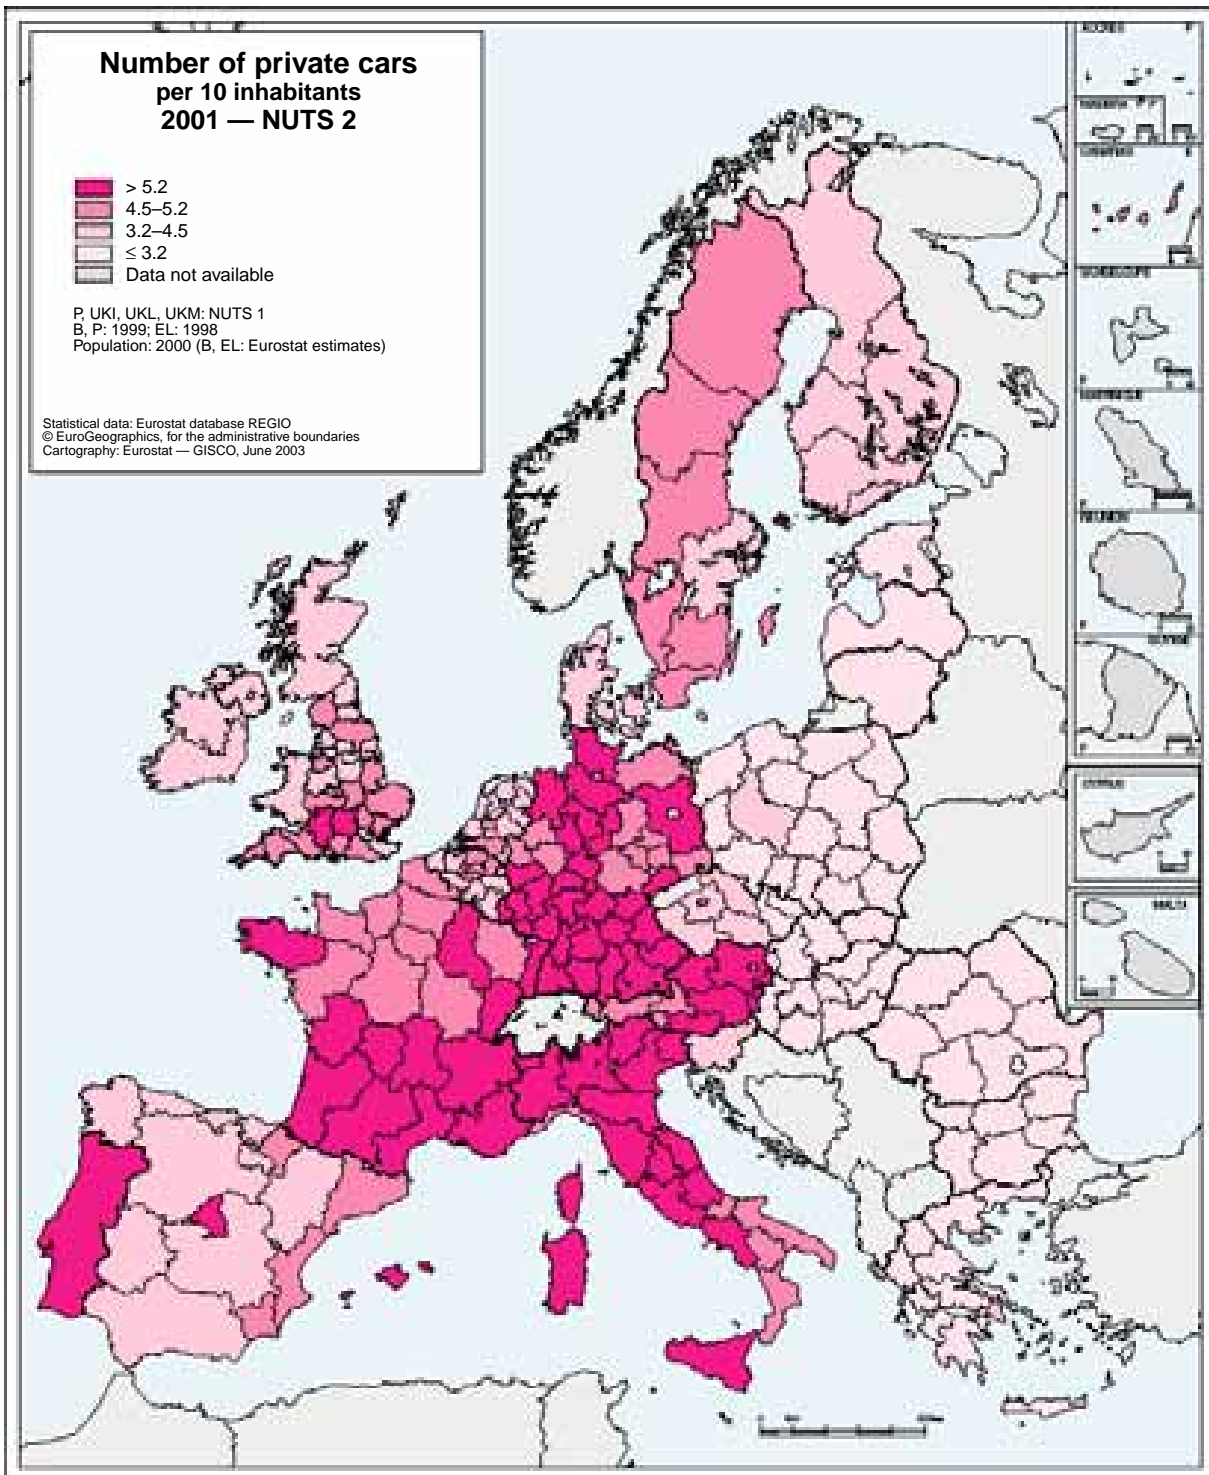 Number of private cars
per 10 inhabitants
2001 — NUTS 2
> 5.2
4.5–5.2
3.2–4.5
≤ 3.2
Data not available
P, UKI, UKL, UKM: NUTS 1
B, P: 1999; EL: 1998
Population: 2000 (B, EL: Eurostat estimates)
Statistical data: Eurostat database REGIO
© EuroGeographics, for the administrative boundaries
Cartography: Eurostat — GISCO, June 2003